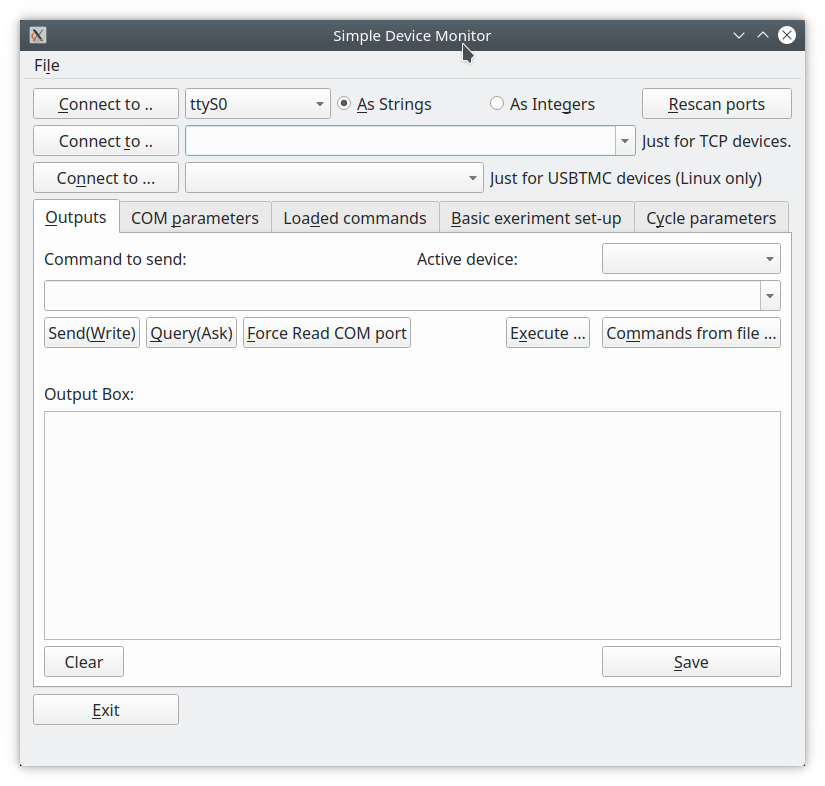 Simple Device Monitor
File
Connect to .. ttyS0 As Strings As Integers Rescan ports
Connect to .. Just for TCP devices.
Connect to ... Just for USBTMC devices (Linux only)
Outputs COM parameters Loaded commands Basic exeriment set-up Cycle parameters
Command to send: Active device:
Send(Write) Query(Ask) Force Read COM port Execute ... Commands from file ...
Output Box:
Clear Save
Exit